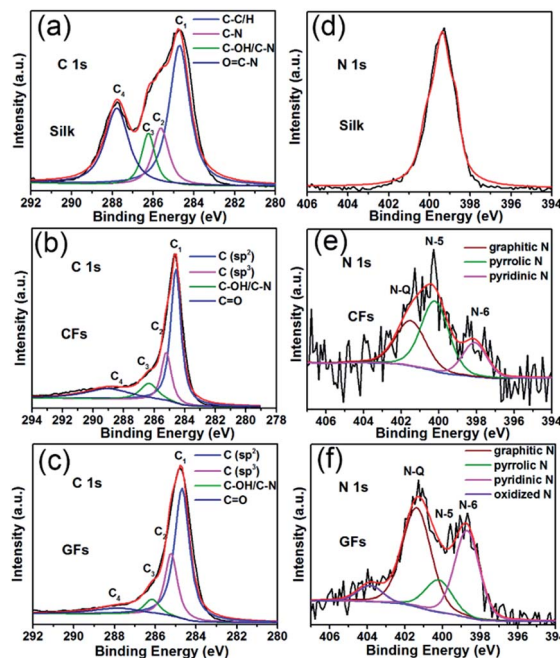 (a)
C 1s
Silk
C₁
C₂
C₃
C₄
C-C/H
C-N
C-OH/C-N
O=C-N
Intensity (a.u.)
292 290 288 286 284 282 280
Binding Energy (eV)
(d)
N 1s
Silk
Intensity (a.u.)
406 404 402 400 398 396 394
Binding Energy (eV)
(b)
C 1s
CFs
C₁
C₂
C₃
C₄
C (sp²)
C (sp³)
C-OH/C-N
C=O
Intensity (a.u.)
294 292 290 288 286 284 282 280 278
Binding Energy (eV)
(e)
N 1s
CFs
N-Q
N-5
N-6
graphitic N
pyrrolic N
pyridinic N
Intensity (a.u.)
406 404 402 400 398 396 394
Binding Energy (eV)
(c)
C 1s
GFs
C₁
C₂
C₃
C₄
C (sp²)
C (sp³)
C-OH/C-N
C=O
Intensity (a.u.)
292 290 288 286 284 282 280
Binding Energy (eV)
(f)
N 1s
GFs
N-Q
N-5
N-6
graphitic N
pyrrolic N
pyridinic N
oxidized N
Intensity (a.u.)
406 404 402 400 398 396 394
Binding Energy (eV)